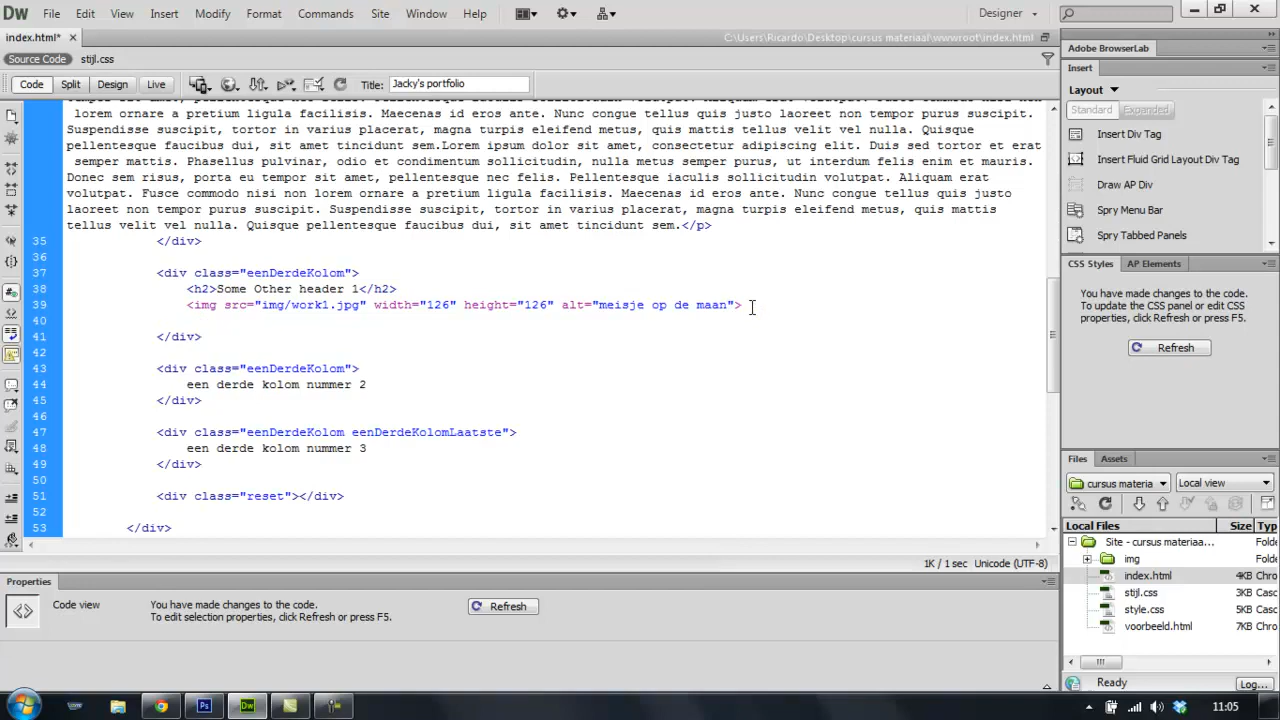 Dw File Edit View Insert Modify Format Commands Site Window Help Designer
index.html*
C:\Users\Ricardo\Desktop\cursus materiaal\wwwroot\index.html
Source Code stijl.css
Code Split Design Live Title: Jacky's portfolio
lorem ornare a pretium ligula facilisis. Maecenas id eros ante. Nunc congue tellus quis justo laoreet non tempor purus suscipit.
Suspendisse suscipit, tortor in varius placerat, magna turpis eleifend metus, quis mattis tellus velit vel nulla. Quisque
pellentesque faucibus dui, sit amet tincidunt sem.Lorem ipsum dolor sit amet, consectetur adipiscing elit. Duis sed tortor et erat
semper mattis. Phasellus pulvinar, odio et condimentum sollicitudin, nulla metus semper purus, ut interdum felis enim et mauris.
Donec sem risus, porta eu tempor sit amet, pellentesque nec felis. Pellentesque iaculis sollicitudin volutpat. Aliquam erat
volutpat. Fusce commodo nisi non lorem ornare a pretium ligula facilisis. Maecenas id eros ante. Nunc congue tellus quis justo
laoreet non tempor purus suscipit. Suspendisse suscipit, tortor in varius placerat, magna turpis eleifend metus, quis mattis
tellus velit vel nulla. Quisque pellentesque faucibus dui, sit amet tincidunt sem.</p>
35 </div>
36
37 <div class="eenDerdeKolom">
38 <h2>Some Other header 1</h2>
39 <img src="img/work1.jpg" width="126" height="126" alt="meisje op de maan">
40
41 </div>
42
43 <div class="eenDerdeKolom">
44 een derde kolom nummer 2
45 </div>
46
47 <div class="eenDerdeKolom eenDerdeKolomLaatste">
48 een derde kolom nummer 3
49 </div>
50
51 <div class="reset"></div>
52
53 </div>
1K / 1 sec Unicode (UTF-8)
Properties
Code view
You have made changes to the code.
To edit selection properties, click Refresh or press F5.
Refresh
Adobe BrowserLab
Insert
Layout
Standard Expanded
Insert Div Tag
Insert Fluid Grid Layout Div Tag
Draw AP Div
Spry Menu Bar
Spry Tabbed Panels
CSS Styles AP Elements
You have made changes to the code.
To update the CSS panel or edit CSS
properties, click Refresh or press F5.
Refresh
Files Assets
cursus materia Local view
Local Files Size Typ
Site - cursus materiaa... Folde
img Folde
index.html 4KB Chro
stijl.css 3KB Casc
style.css 5KB Casc
voorbeeld.html 7KB Chro
Ready Log...
Dw
11:05